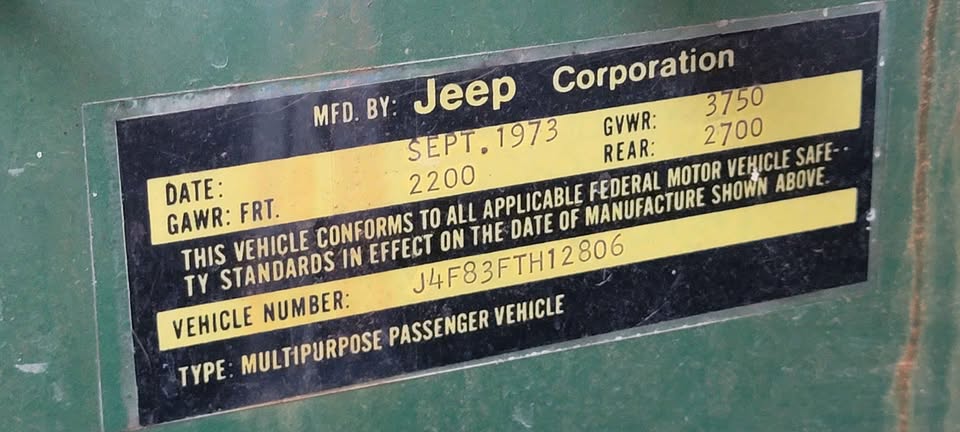 MFD. BY: Jeep Corporation
DATE: SEPT. 1973 GVWR: 3750
GAWR: FRT. 2200 REAR: 2700
THIS VEHICLE CONFORMS TO ALL APPLICABLE FEDERAL MOTOR VEHICLE SAFE-
TY STANDARDS IN EFFECT ON THE DATE OF MANUFACTURE SHOWN ABOVE.
VEHICLE NUMBER: J4F83FTH12806
TYPE: MULTIPURPOSE PASSENGER VEHICLE